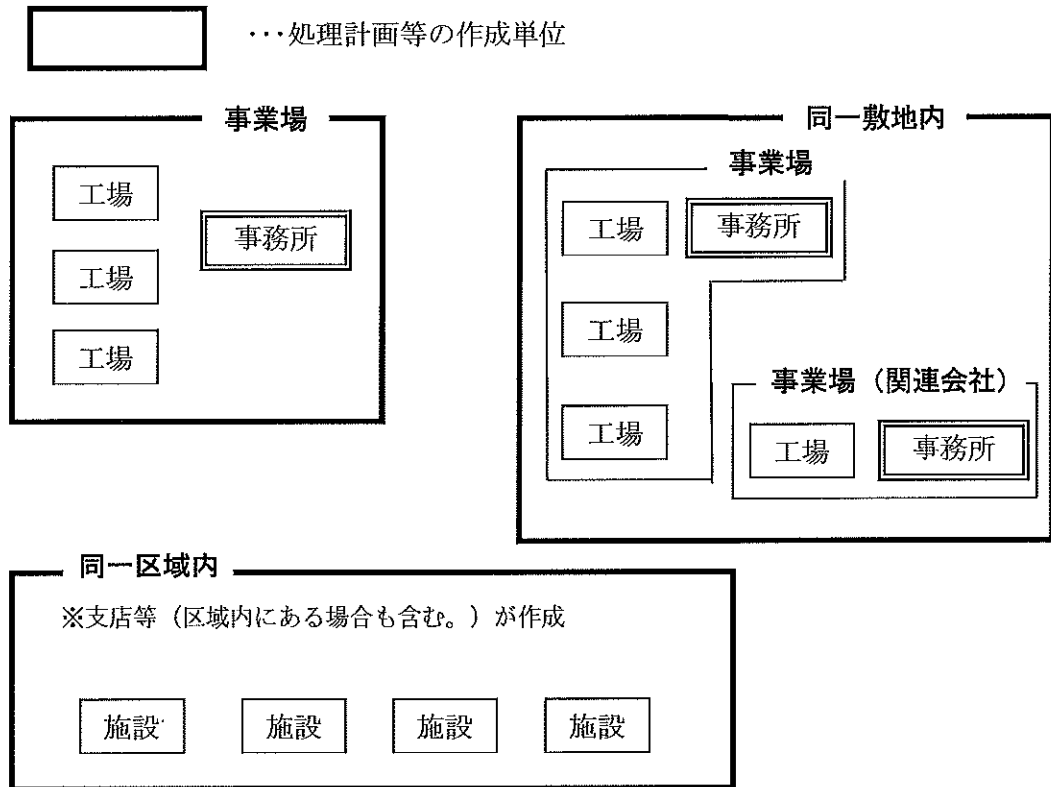 …処理計画等の作成単位
事業場
工場
事務所
工場
工場
同一敷地内
事業場
工場
事務所
工場
工場
事業場（関連会社）
工場
事務所
同一区域内
※支店等（区域内にある場合も含む。）が作成
施設
施設
施設
施設